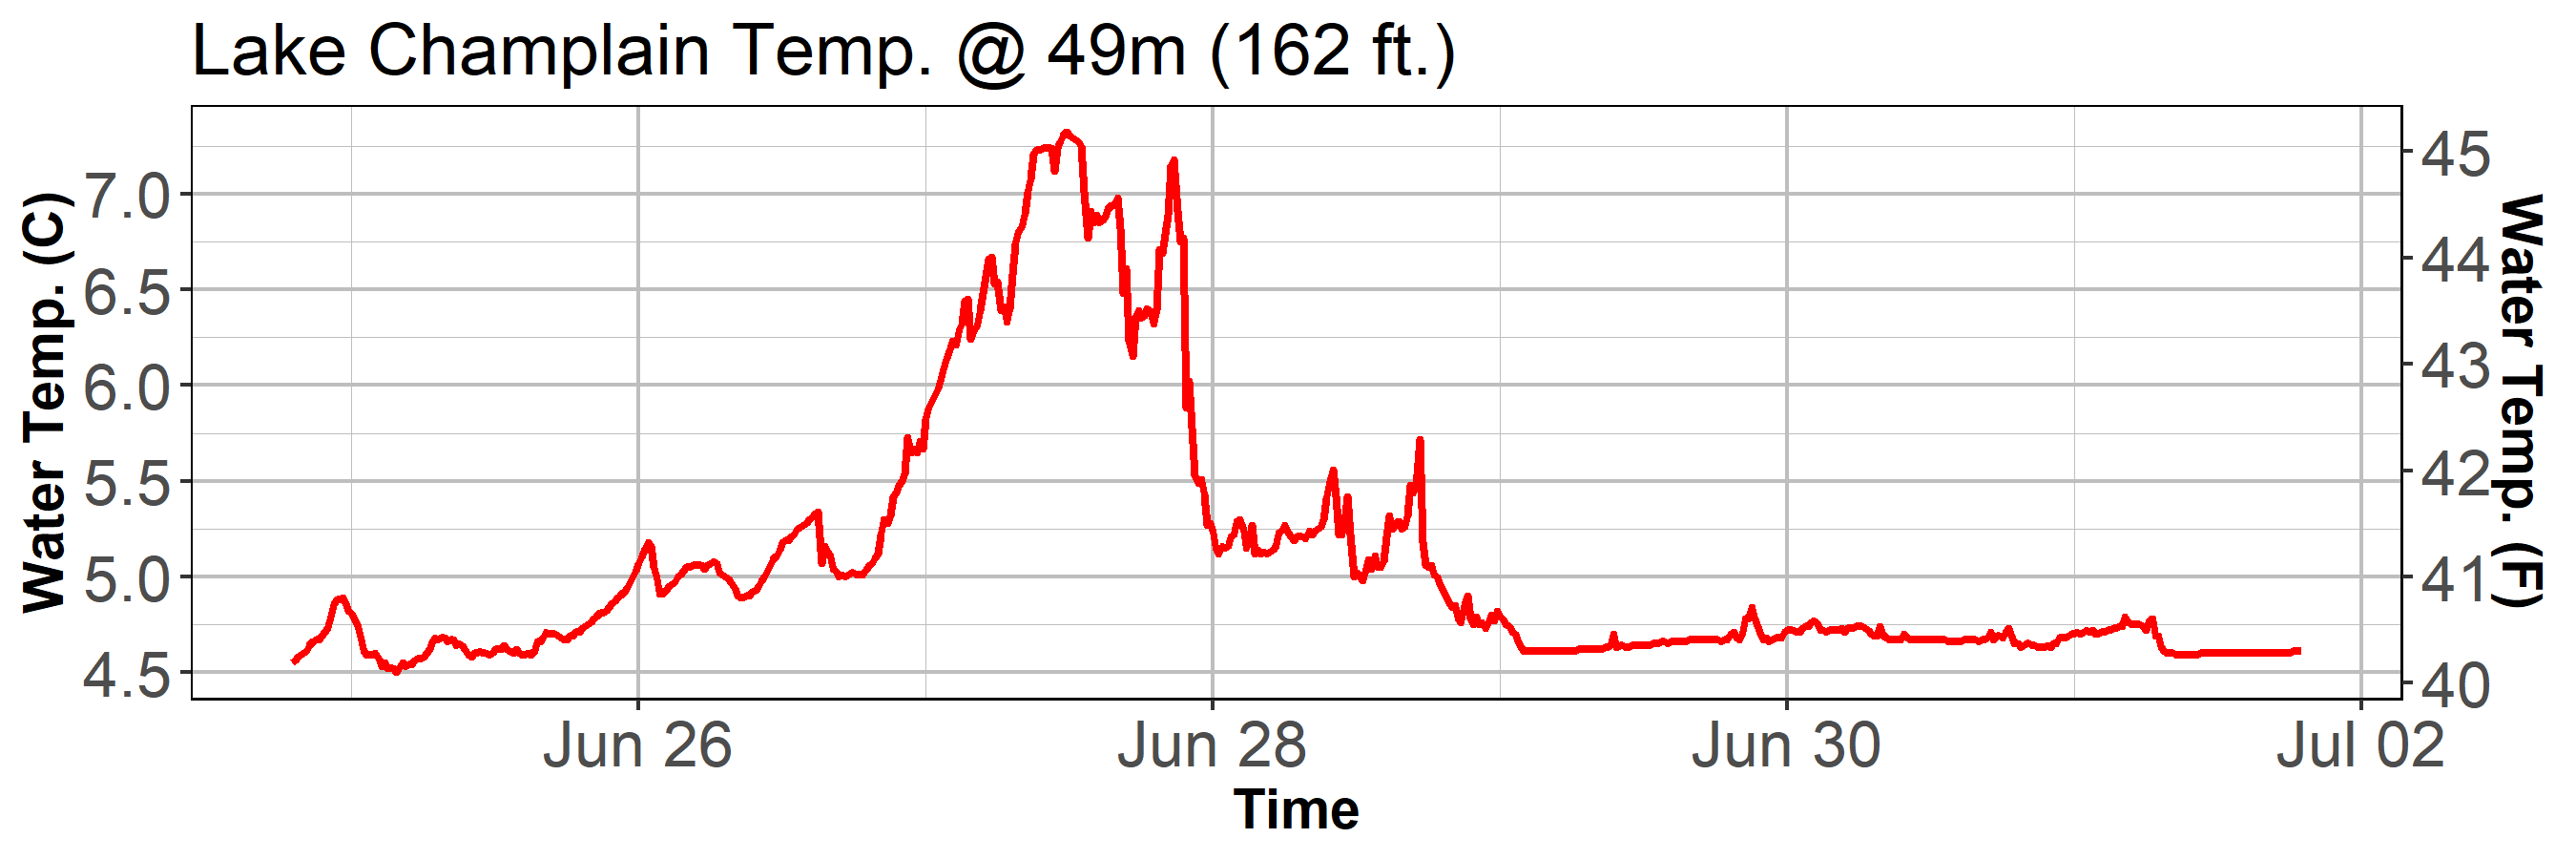 Lake Champlain Temp. @ 49m (162 ft.)
Water Temp. (C)
7.0
6.5
6.0
5.5
5.0
4.5
45
44
43
42
41
40
Water Temp. (F)
Jun 26
Jun 28
Jun 30
Jul 02
Time